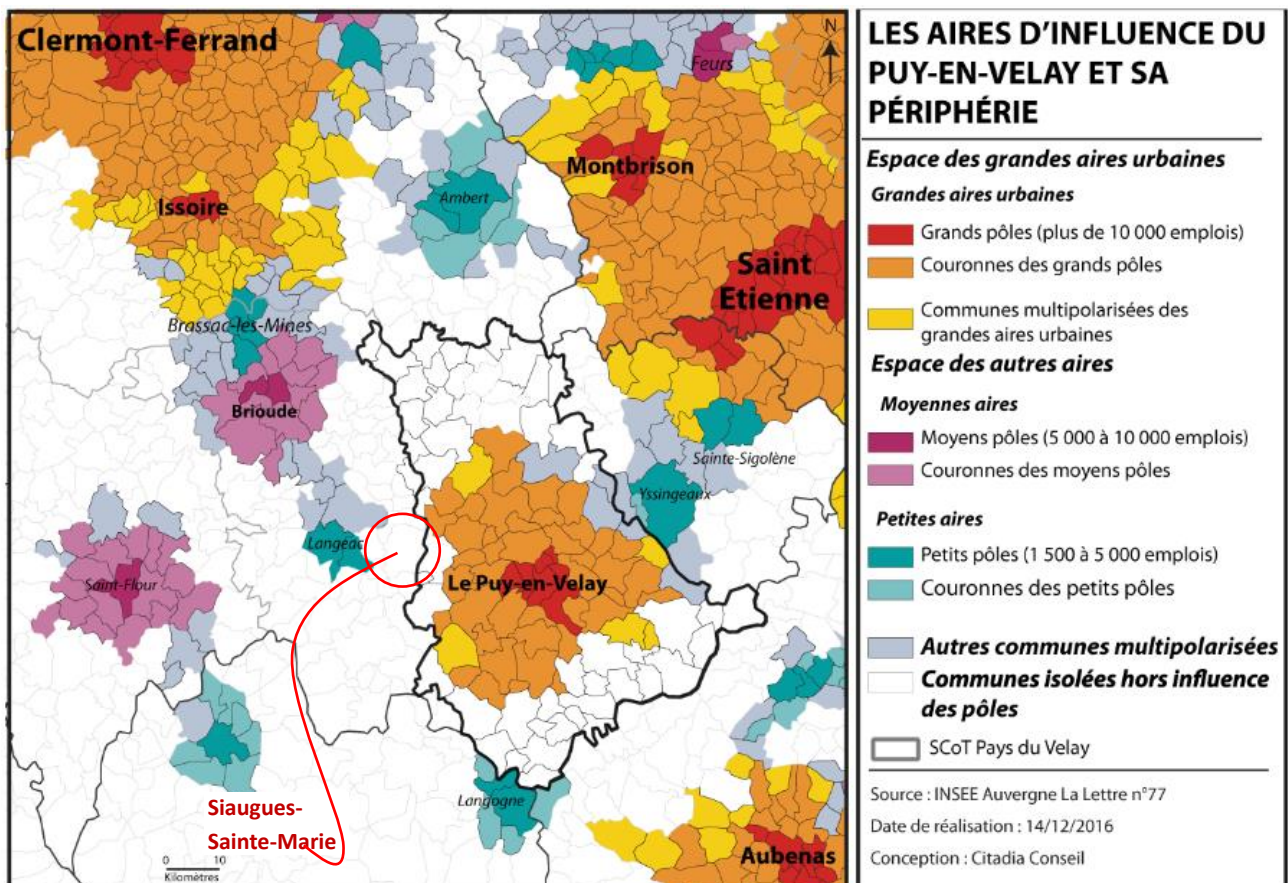 Clermont-Ferrand
N
Feurs
Montbrison
Ambert
Issoire
Saint
Etienne
Brassac-les-Mines
Brioude
Sainte-Sigolène
Yssingeaux
Langeac
Le Puy-en-Velay
Saint-Flour
Siaugues-
Sainte-Marie
Langogne
Aubenas
0 10
Kilomètres
LES AIRES D'INFLUENCE DU
PUY-EN-VELAY ET SA
PÉRIPHÉRIE
Espace des grandes aires urbaines
Grandes aires urbaines
Grands pôles (plus de 10 000 emplois)
Couronnes des grands pôles
Communes multipolarisées des
grandes aires urbaines
Espace des autres aires
Moyennes aires
Moyens pôles (5 000 à 10 000 emplois)
Couronnes des moyens pôles
Petites aires
Petits pôles (1 500 à 5 000 emplois)
Couronnes des petits pôles
Autres communes multipolarisées
Communes isolées hors influence
des pôles
SCoT Pays du Velay
Source : INSEE Auvergne La Lettre n°77
Date de réalisation : 14/12/2016
Conception : Citadia Conseil